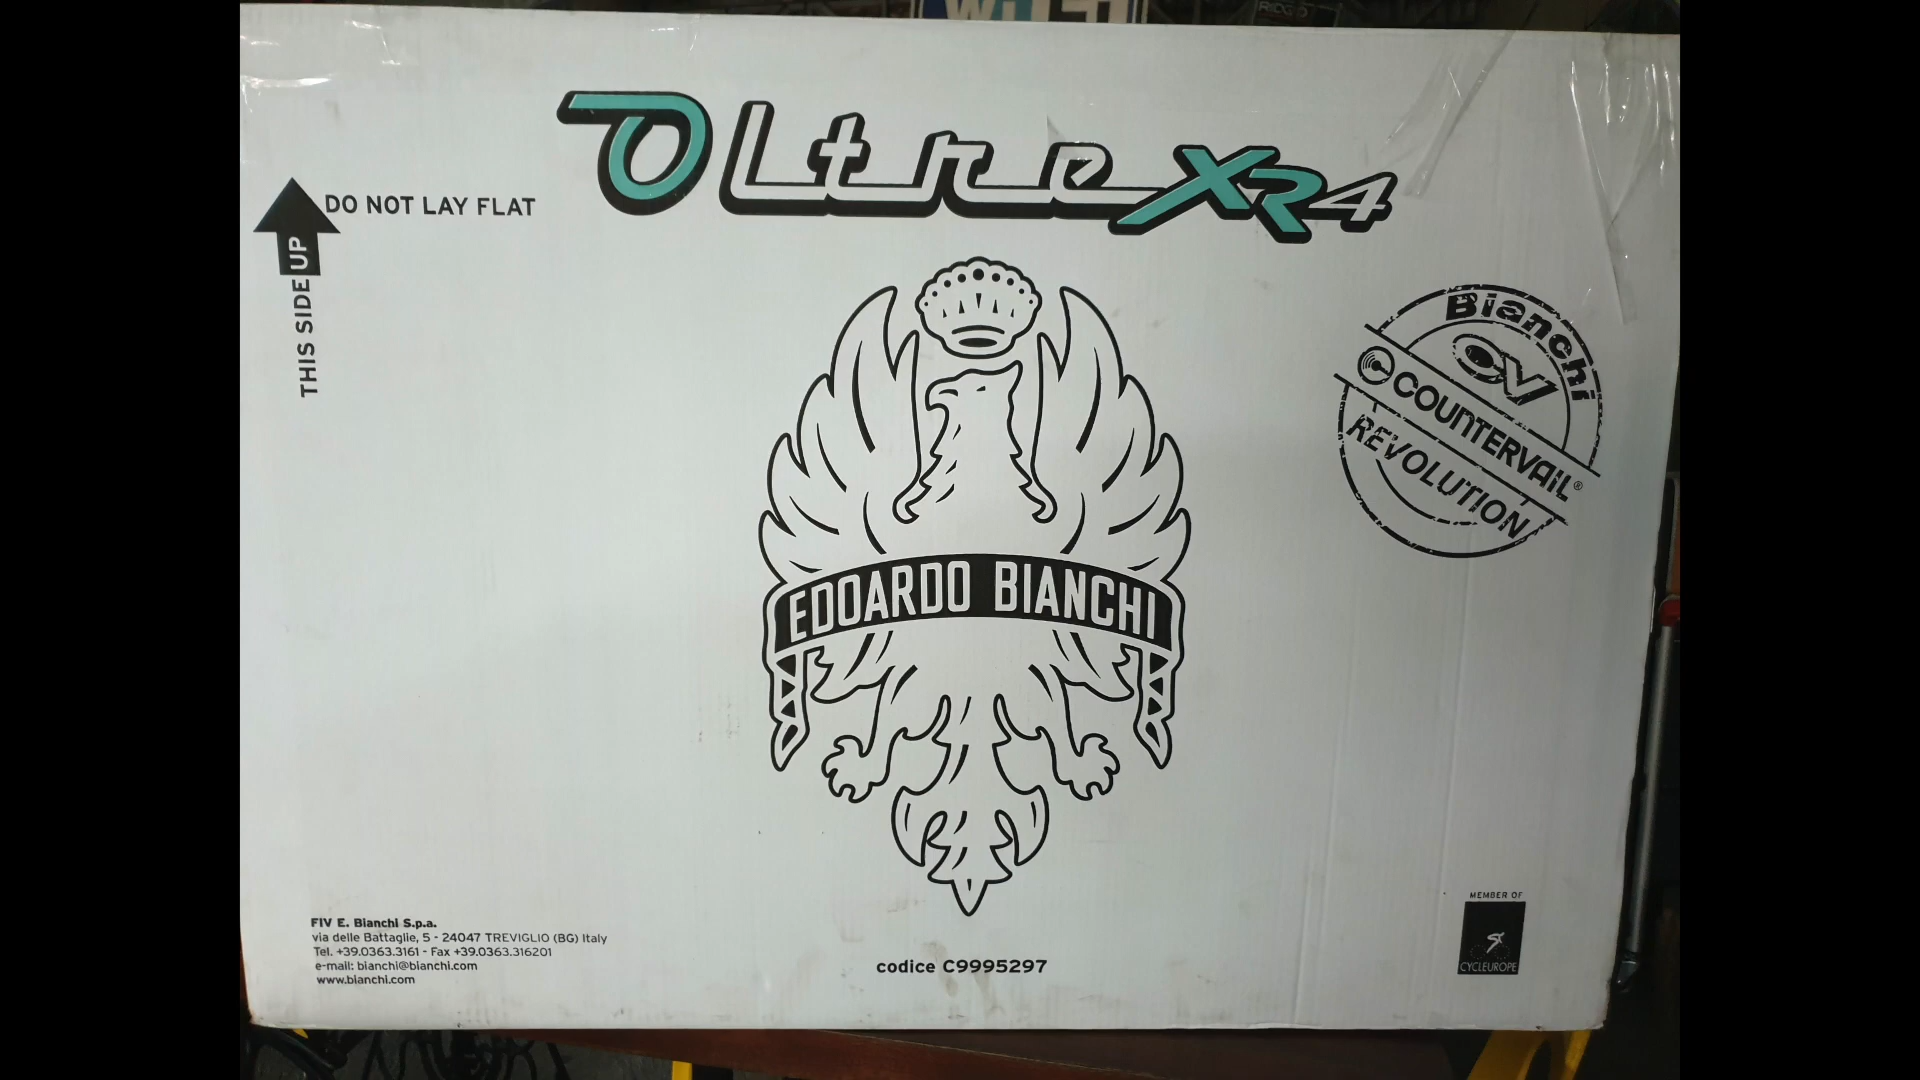 RIDGID
Oltre XR4
DO NOT LAY FLAT
THIS SIDE UP
Bianchi
CV
COUNTERVAIL®
REVOLUTION
EDOARDO BIANCHI
FIV E. Bianchi S.p.a.
via delle Battaglie, 5 - 24047 TREVIGLIO (BG) Italy
Tel. +39.0363.3161 - Fax +39.0363.316201
e-mail: bianchi@bianchi.com
www.bianchi.com
codice C9995297
MEMBER OF
CYCLEUROPE